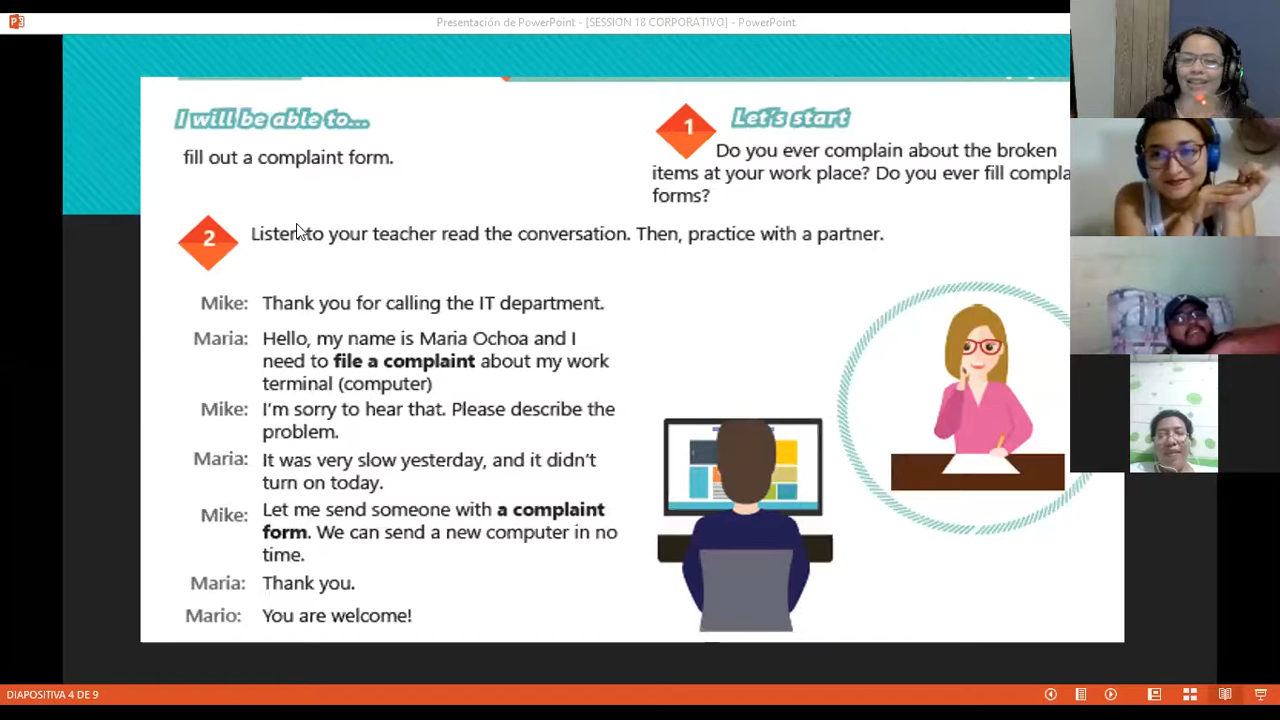 Presentación de PowerPoint - [SESSION 18 CORPORATIVO] - PowerPoint
I will be able to...
fill out a complaint form.
1
Let's start
Do you ever complain about the broken
items at your work place? Do you ever fill compla
forms?
2
Listen to your teacher read the conversation. Then, practice with a partner.
Mike: Thank you for calling the IT department.
Maria: Hello, my name is Maria Ochoa and I
need to file a complaint about my work
terminal (computer)
Mike: I'm sorry to hear that. Please describe the
problem.
Maria: It was very slow yesterday, and it didn't
turn on today.
Mike: Let me send someone with a complaint
form. We can send a new computer in no
time.
Maria: Thank you.
Mario: You are welcome!
DIAPOSITIVA 4 DE 9